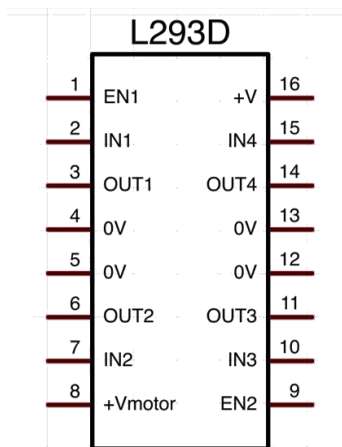 L293D
1 EN1 +V 16
2 IN1 IN4 15
3 OUT1 OUT4 14
4 0V 0V 13
5 0V 0V 12
6 OUT2 OUT3 11
7 IN2 IN3 10
8 +Vmotor EN2 9